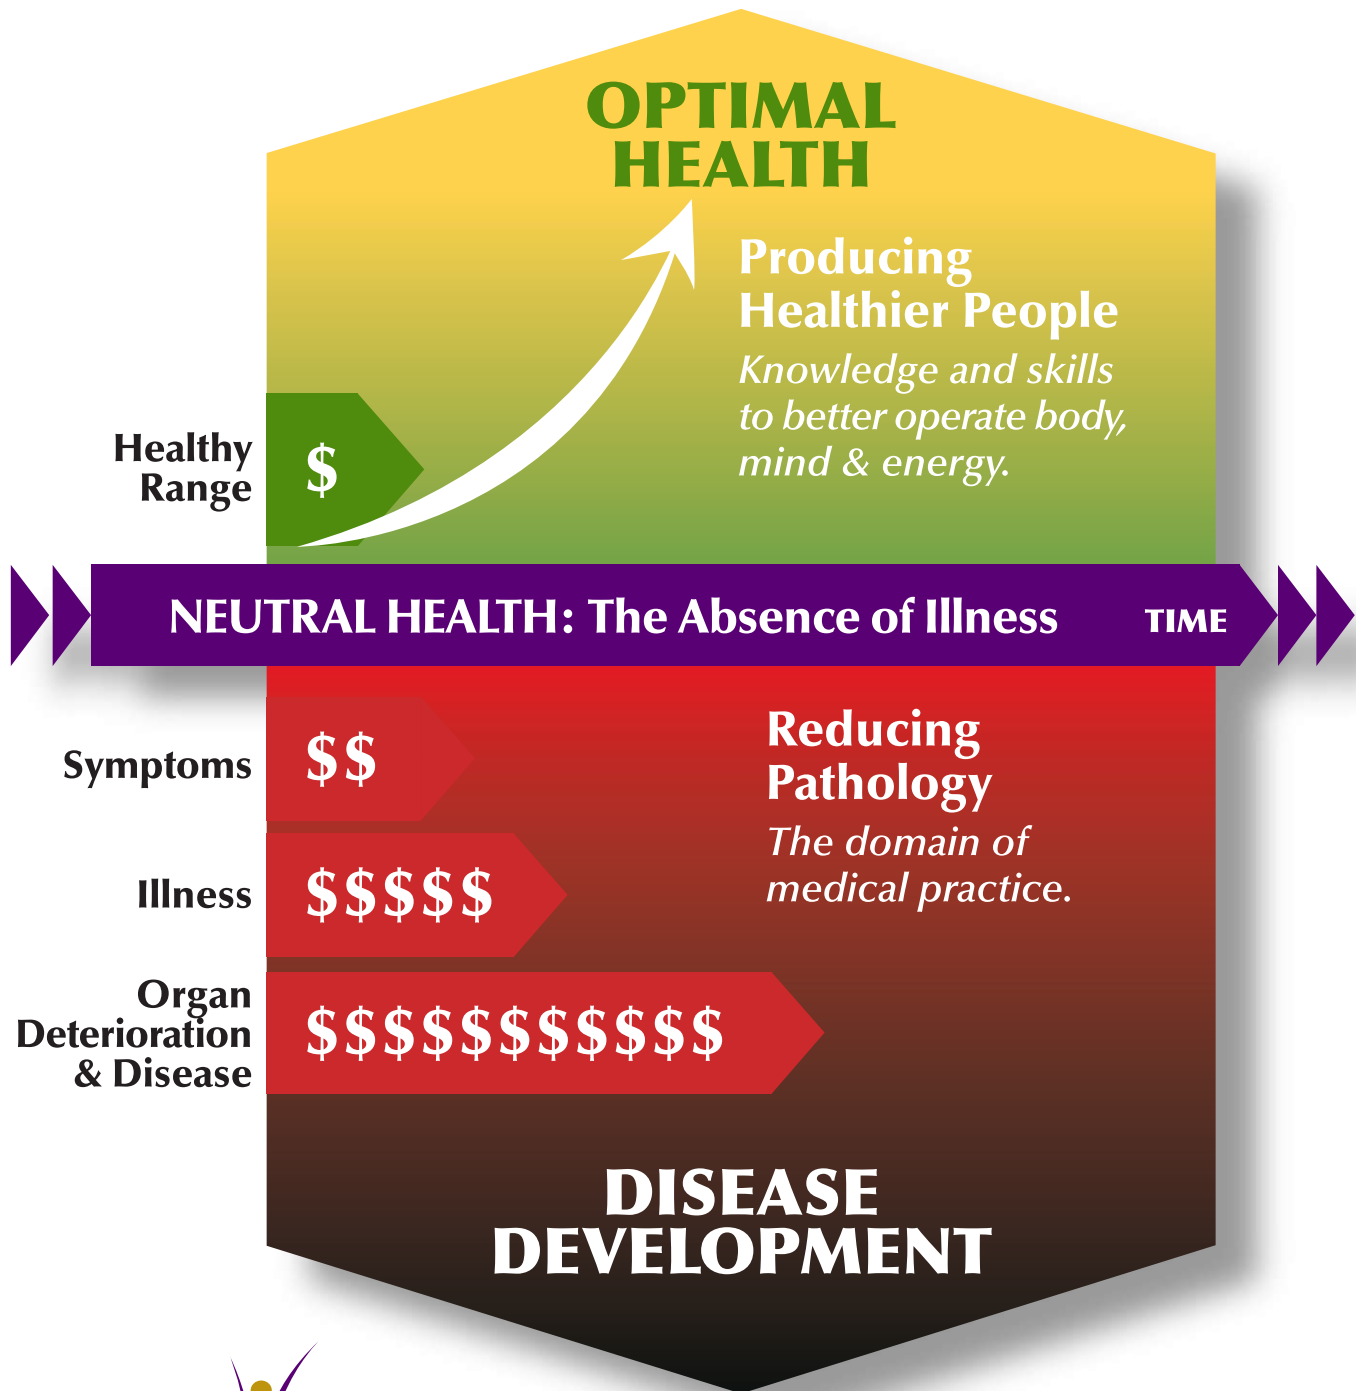 OPTIMAL
HEALTH
Producing
Healthier People
Knowledge and skills
to better operate body,
mind & energy.
Healthy
Range
$
NEUTRAL HEALTH: The Absence of Illness
TIME
Symptoms
$$
Reducing
Pathology
The domain of
medical practice.
Illness
$$$$$
Organ
Deterioration
& Disease
$$$$$$$$$$$
DISEASE
DEVELOPMENT